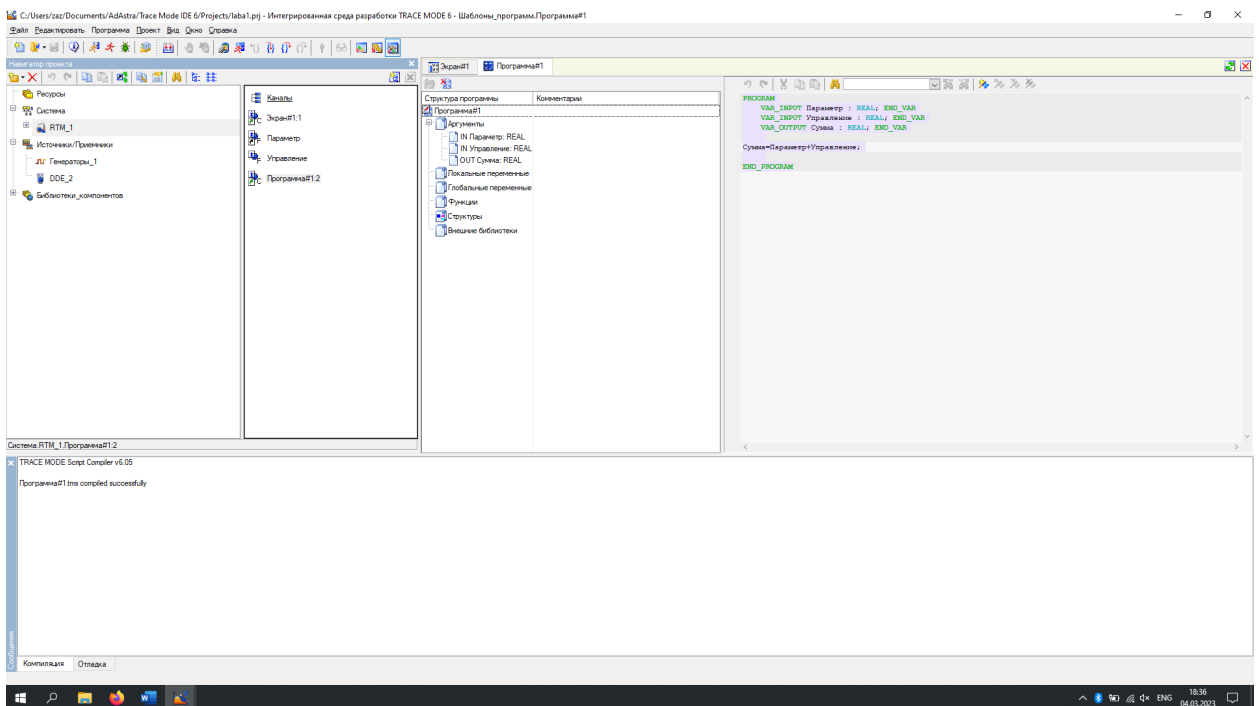 C:/Users/zaz/Documents/AdAstra/Trace Mode IDE 6/Projects/laba1.prj - Интегрированная среда разработки TRACE MODE 6 - Шаблоны_программ.Программа#1
Файл Редактировать Программа Проект Вид Окно Справка
Навигатор проекта
Ресурсы
Система
RTM_1
Источники/Приемники
Генераторы_1
DDE_2
Библиотеки_компонентов
Каналы
Экран#1:1
Параметр
Управление
Программа#1:2
Система.RTM_1.Программа#1:2
Экран#1 Программа#1
Структура программы Комментарии
Программа#1
Аргументы
IN Параметр: REAL
IN Управление: REAL
OUT Сумма: REAL
Локальные переменные
Глобальные переменные
Функции
Структуры
Внешние библиотеки
PROGRAM
VAR_INPUT Параметр : REAL; END_VAR
VAR_INPUT Управление : REAL; END_VAR
VAR_OUTPUT Сумма : REAL; END_VAR
Сумма=Параметр+Управление;
END_PROGRAM
TRACE MODE Script Compiler v6.05
Программа#1.tms compiled successfully
Сообщения
Компиляция Отладка
ENG
18:36
04.03.2023